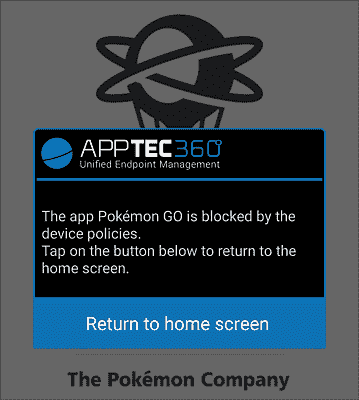 APPTEC360°
Unified Endpoint Management
The app Pokémon GO is blocked by the
device policies.
Tap on the button below to return to the
home screen.
Return to home screen
The Pokémon Company